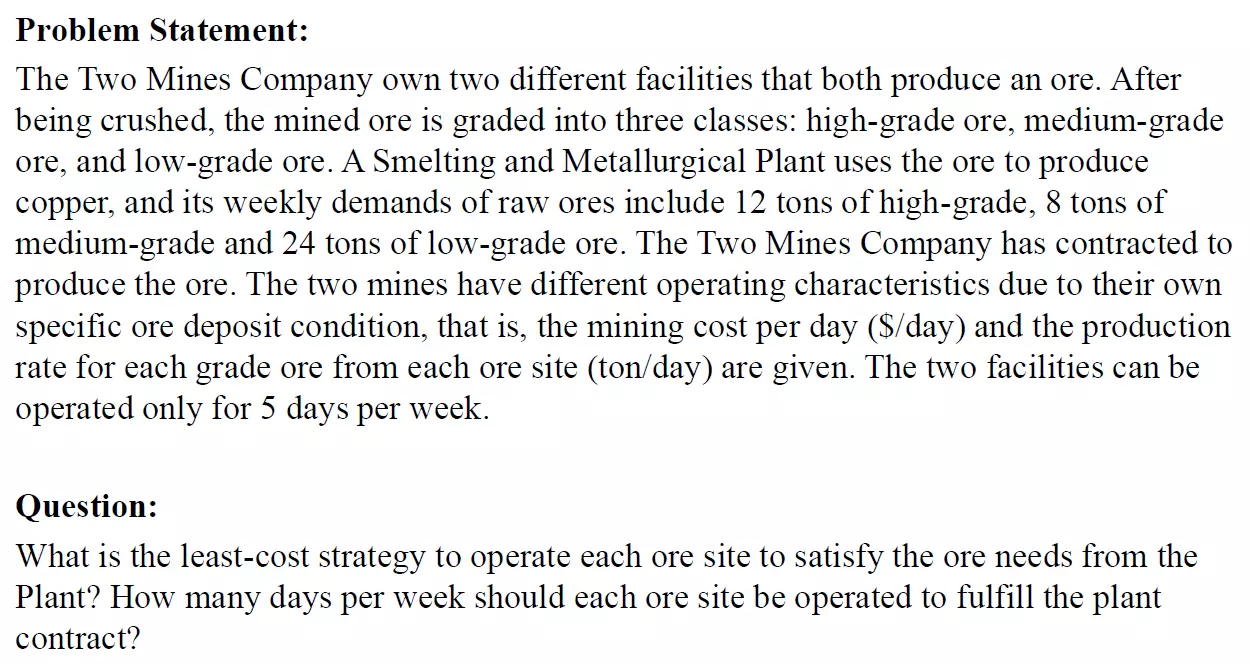 Problem Statement:
The Two Mines Company own two different facilities that both produce an ore. After
being crushed, the mined ore is graded into three classes: high-grade ore, medium-grade
ore, and low-grade ore. A Smelting and Metallurgical Plant uses the ore to produce
copper, and its weekly demands of raw ores include 12 tons of high-grade, 8 tons of
medium-grade and 24 tons of low-grade ore. The Two Mines Company has contracted to
produce the ore. The two mines have different operating characteristics due to their own
specific ore deposit condition, that is, the mining cost per day ($/day) and the production
rate for each grade ore from each ore site (ton/day) are given. The two facilities can be
operated only for 5 days per week.
Question:
What is the least-cost strategy to operate each ore site to satisfy the ore needs from the
Plant? How many days per week should each ore site be operated to fulfill the plant
contract?